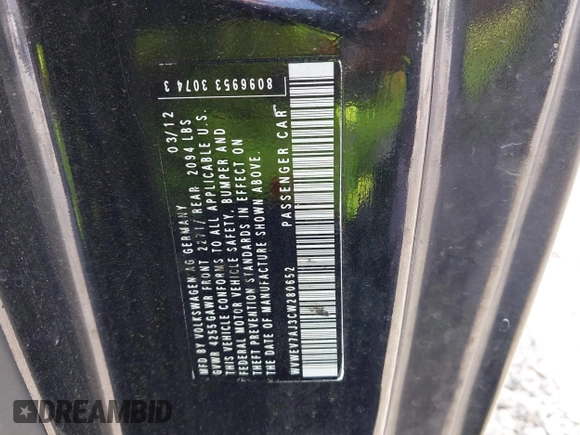 8096953 3074 3
03/12
MFD BY VOLKSWAGEN AG GERMANY
GVWR 4255 GAWR FRONT 2271/ REAR 2094 LBS
THIS VEHICLE CONFORMS TO ALL APPLICABLE U.S.
FEDERAL MOTOR VEHICLE SAFETY, BUMPER AND
THEFT PREVENTION STANDARDS IN EFFECT ON
THE DATE OF MANUFACTURE SHOWN ABOVE.
PASSENGER CAR
WVWEV7AJ3CW280652
DREAMBID